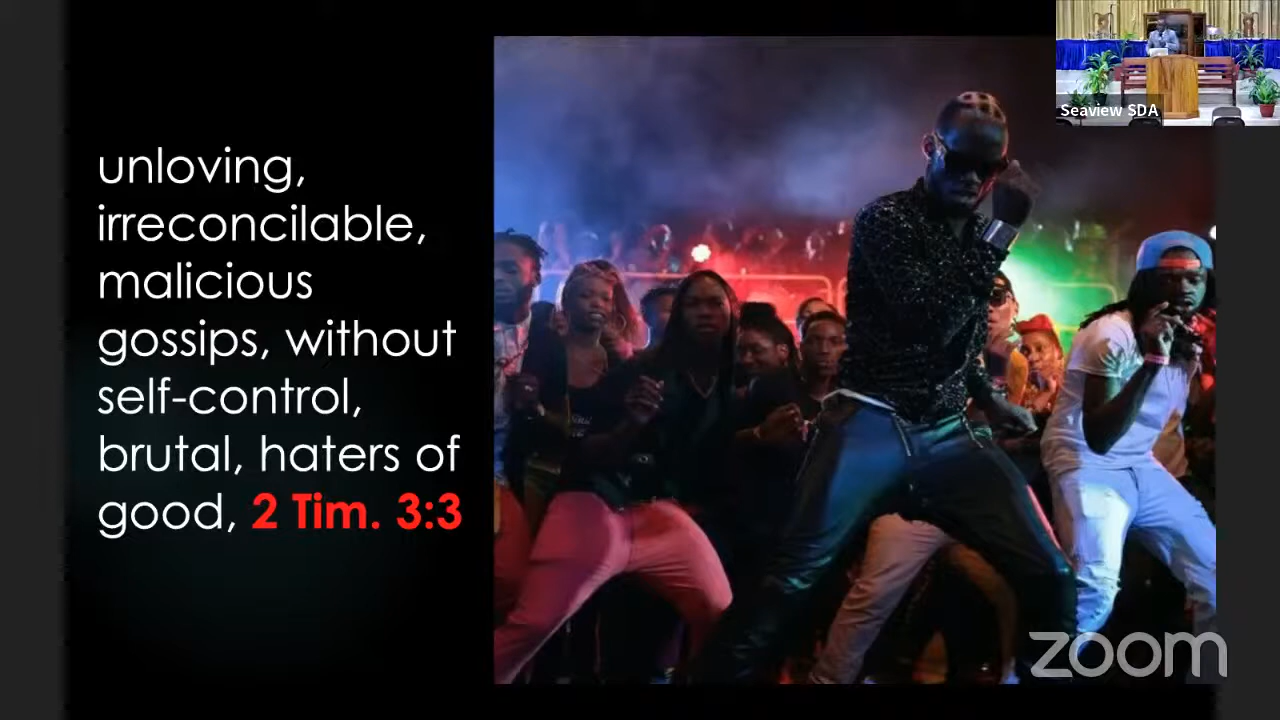 unloving,
irreconcilable,
malicious
gossips, without
self-control,
brutal, haters of
good, 2 Tim. 3:3
Seaview SDA
zoom